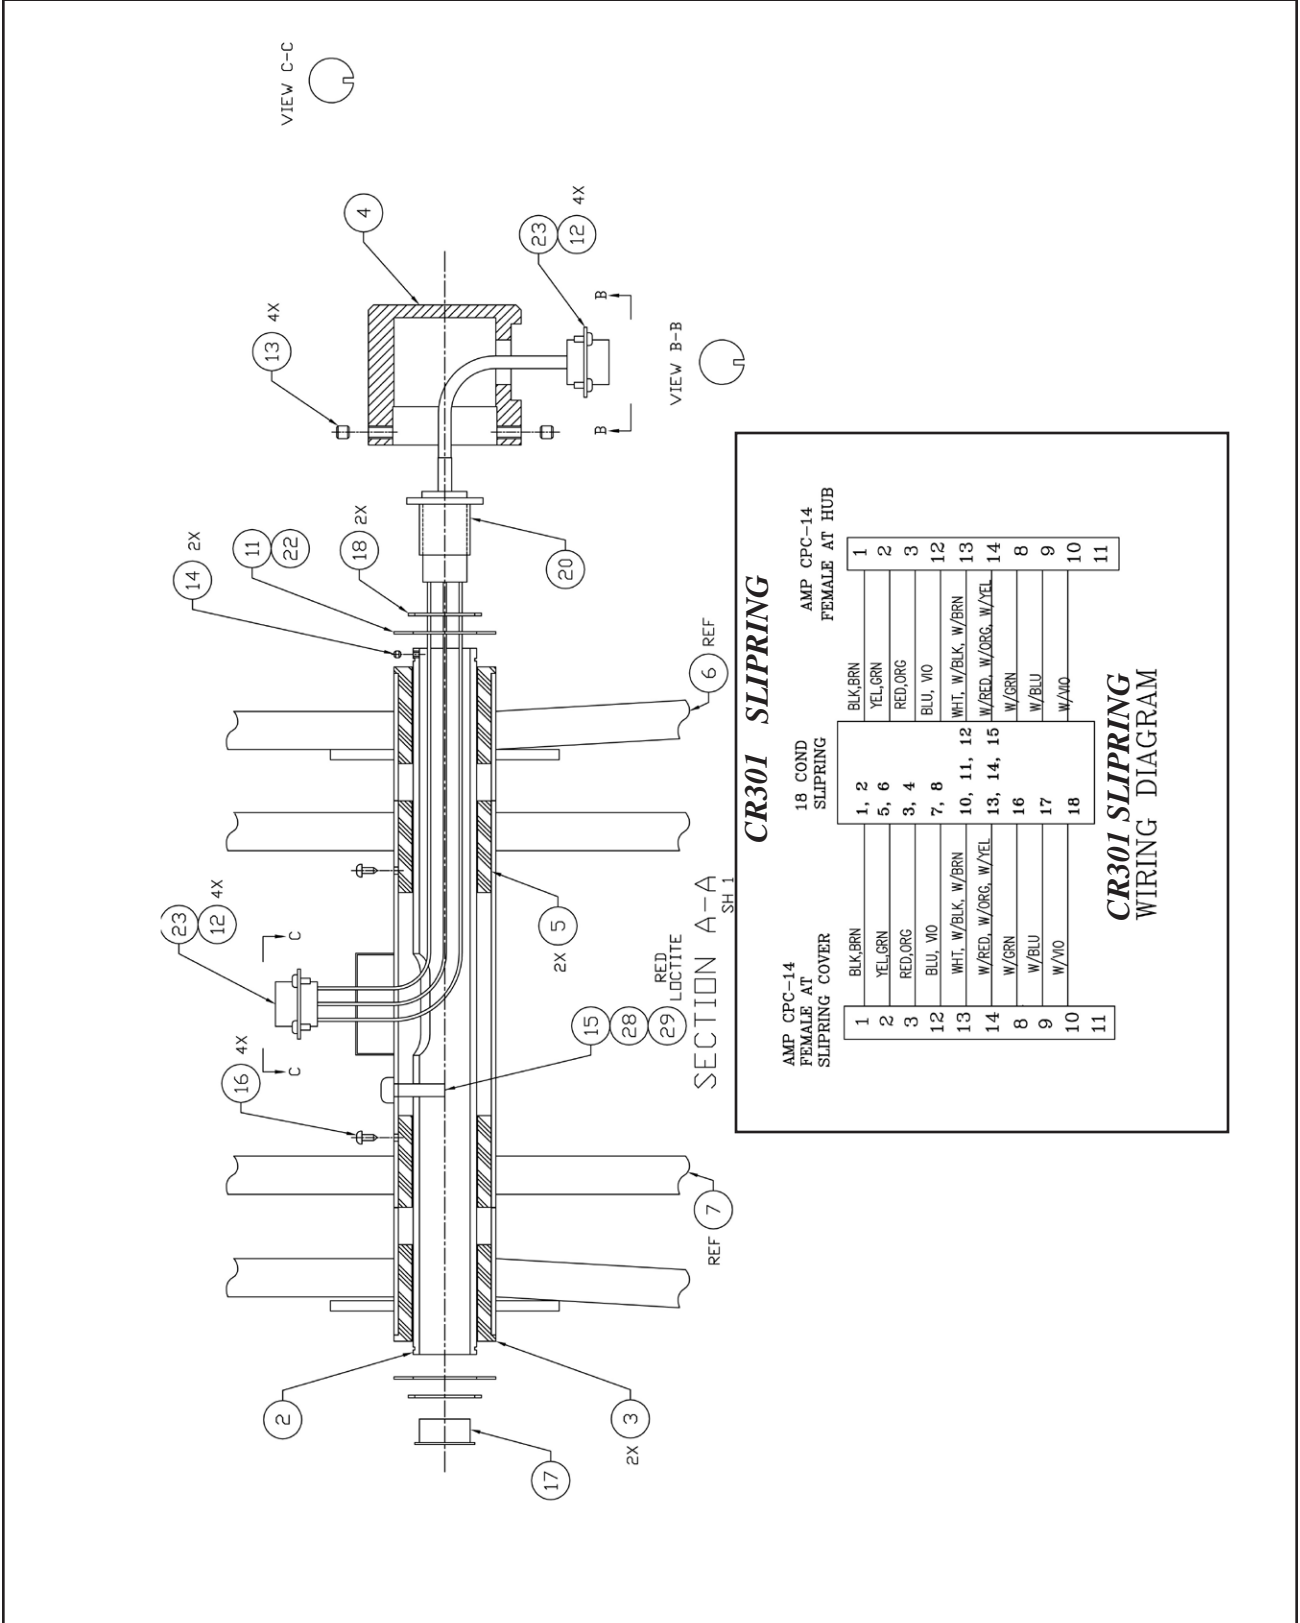 VIEW C-C
4
23
12 4X
13 4X
B
B
VIEW B-B
14 2X
11
22
18 2X
20
6 REF
23
12 4X
C
C
16 4X
2X 5
15
28
29
RED
LOCTITE
SECTION A-A
SH 1
REF 7
2
2X 3
17
CR301 SLIPRING
AMP CPC-14
FEMALE AT
SLIPRING COVER
18 COND
SLIPRING
AMP CPC-14
FEMALE AT HUB
1 BLK,BRN 1, 2 BLK,BRN 1
2 YEL,GRN 5, 6 YEL,GRN 2
3 RED,ORG 3, 4 RED,ORG 3
12 BLU, VIO 7, 8 BLU, VIO 12
13 WHT, W/BLK, W/BRN 10, 11, 12 WHT, W/BLK, W/BRN 13
14 W/RED, W/ORG, W/YEL 13, 14, 15 W/RED, W/ORG, W/YEL 14
8 W/GRN 16 W/GRN 8
9 W/BLU 17 W/BLU 9
10 W/VIO 18 W/VIO 10
11 11
CR301 SLIPRING
WIRING DIAGRAM